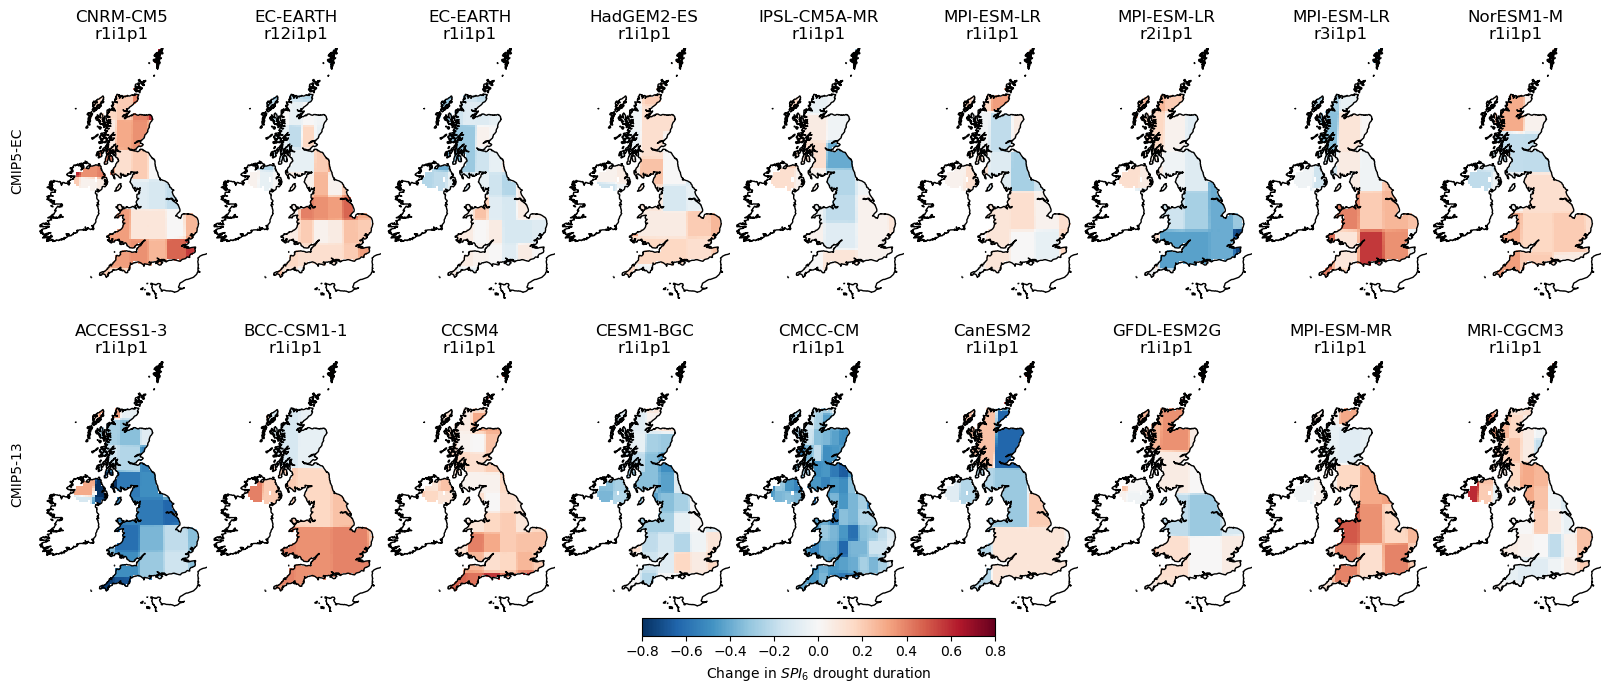 CNRM-CM5 EC-EARTH EC-EARTH HadGEM2-ES IPSL-CM5A-MR MPI-ESM-LR MPI-ESM-LR MPI-ESM-LR NorESM1-M
r1i1p1 r12i1p1 r1i1p1 r1i1p1 r1i1p1 r1i1p1 r2i1p1 r3i1p1 r1i1p1
CMIP5-EC
ACCESS1-3 BCC-CSM1-1 CCSM4 CESM1-BGC CMCC-CM CanESM2 GFDL-ESM2G MPI-ESM-MR MRI-CGCM3
r1i1p1 r1i1p1 r1i1p1 r1i1p1 r1i1p1 r1i1p1 r1i1p1 r1i1p1 r1i1p1
CMIP5-13
−0.8 −0.6 −0.4 −0.2 0.0 0.2 0.4 0.6 0.8
Change in SPI₆ drought duration